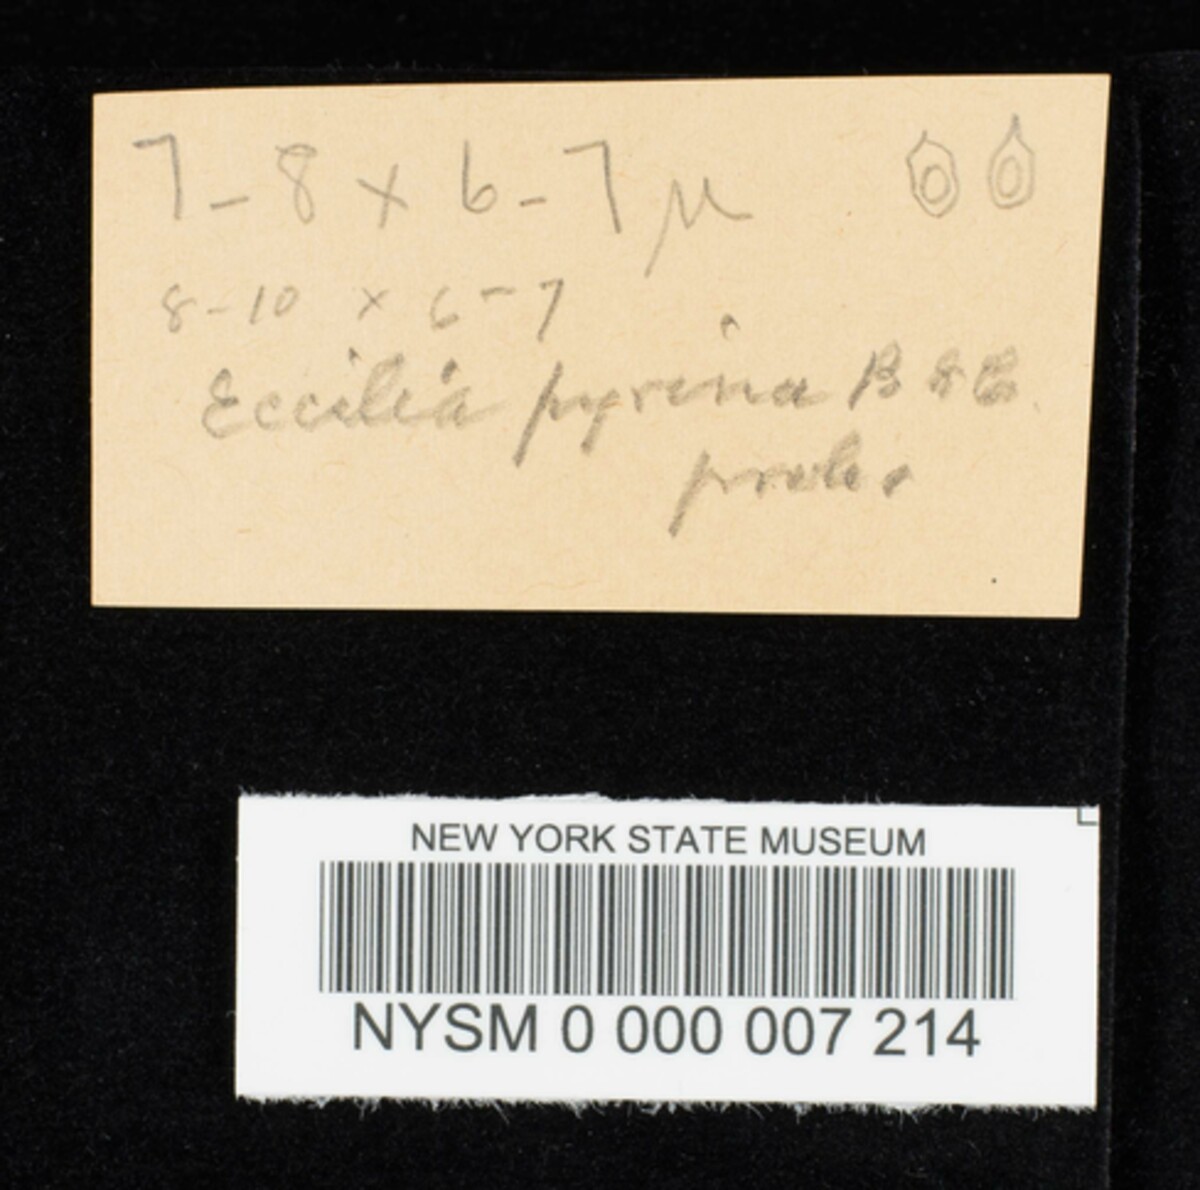 7-8 x 6-7 μ
8-10 x 6-7
Eccilia pyrina B & C
prob.
NEW YORK STATE MUSEUM
NYSM 0 000 007 214